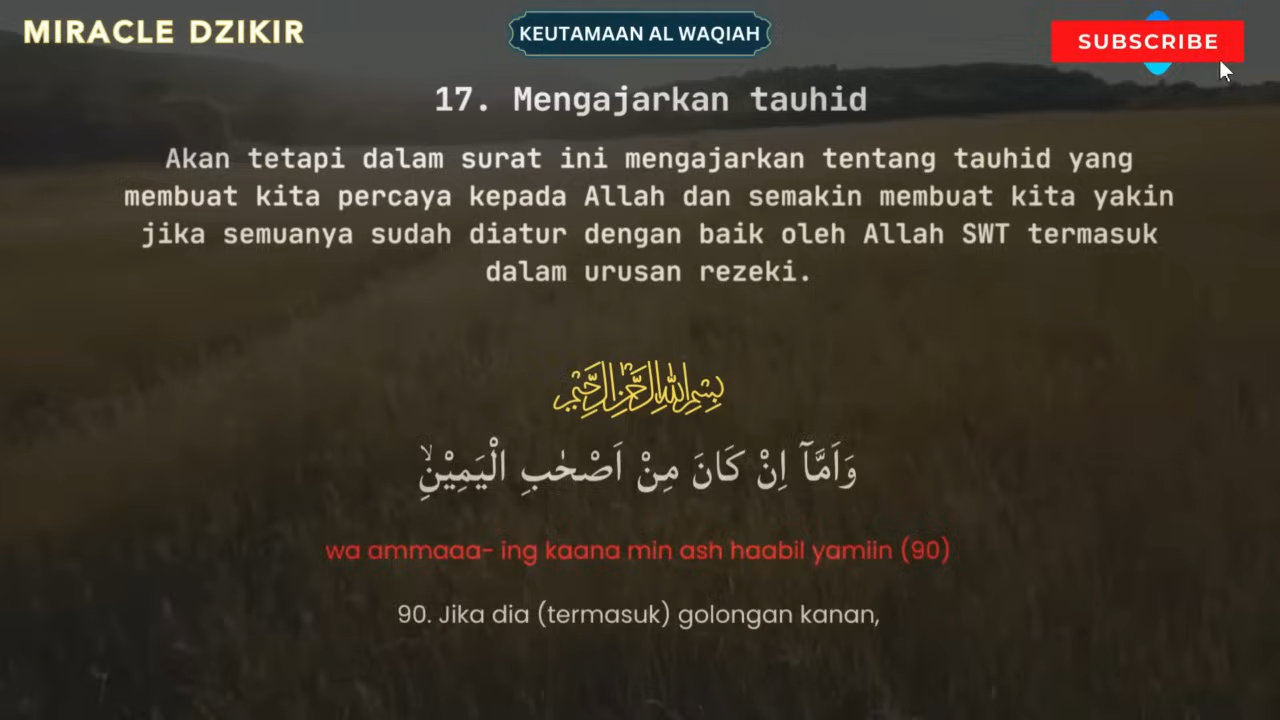 MIRACLE DZIKIR
KEUTAMAAN AL WAQIAH
SUBSCRIBE
17. Mengajarkan tauhid
Akan tetapi dalam surat ini mengajarkan tentang tauhid yang
membuat kita percaya kepada Allah dan semakin membuat kita yakin
jika semuanya sudah diatur dengan baik oleh Allah SWT termasuk
dalam urusan rezeki.
بِسْمِ اللهِ الرَّحْمٰنِ الرَّحِيْمِ
وَاَمَّآ اِنْ كَانَ مِنْ اَصْحٰبِ الْيَمِيْنِۙ
wa ammaaa- ing kaana min ash haabil yamiin (90)
90. Jika dia (termasuk) golongan kanan,